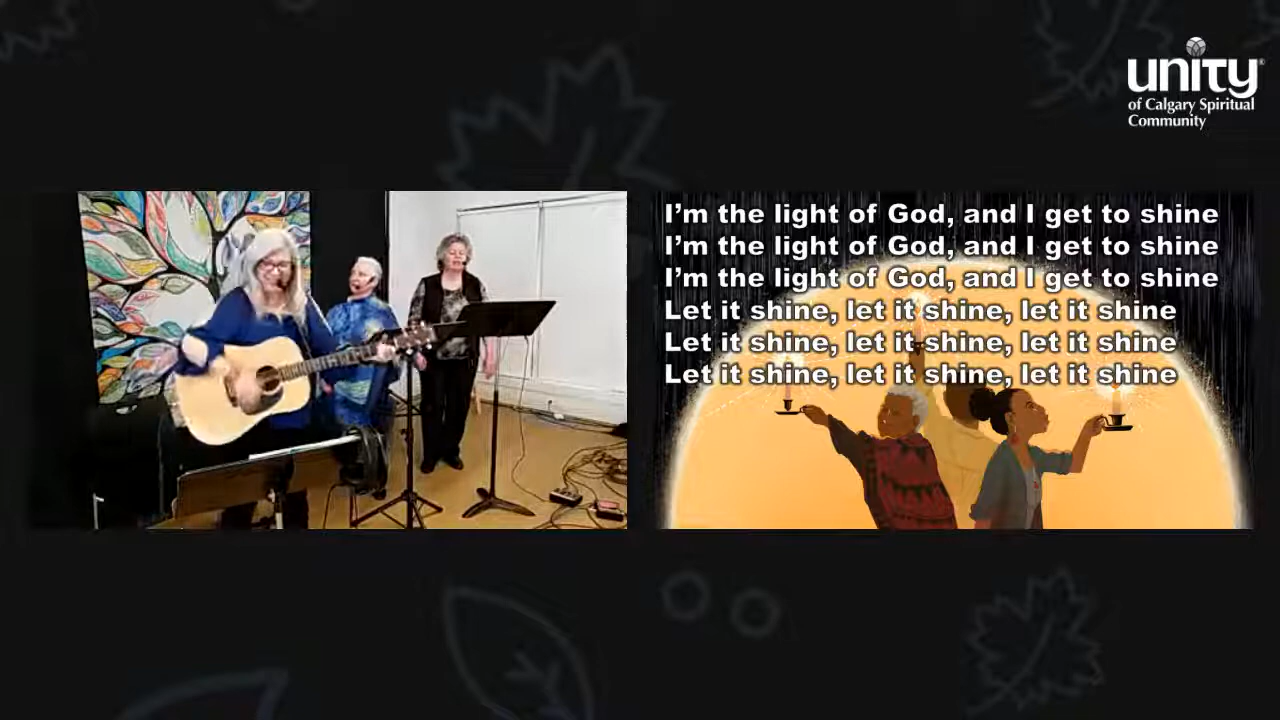 unity®
of Calgary Spiritual
Community
I’m the light of God, and I get to shine
I’m the light of God, and I get to shine
I’m the light of God, and I get to shine
Let it shine, let it shine, let it shine
Let it shine, let it shine, let it shine
Let it shine, let it shine, let it shine